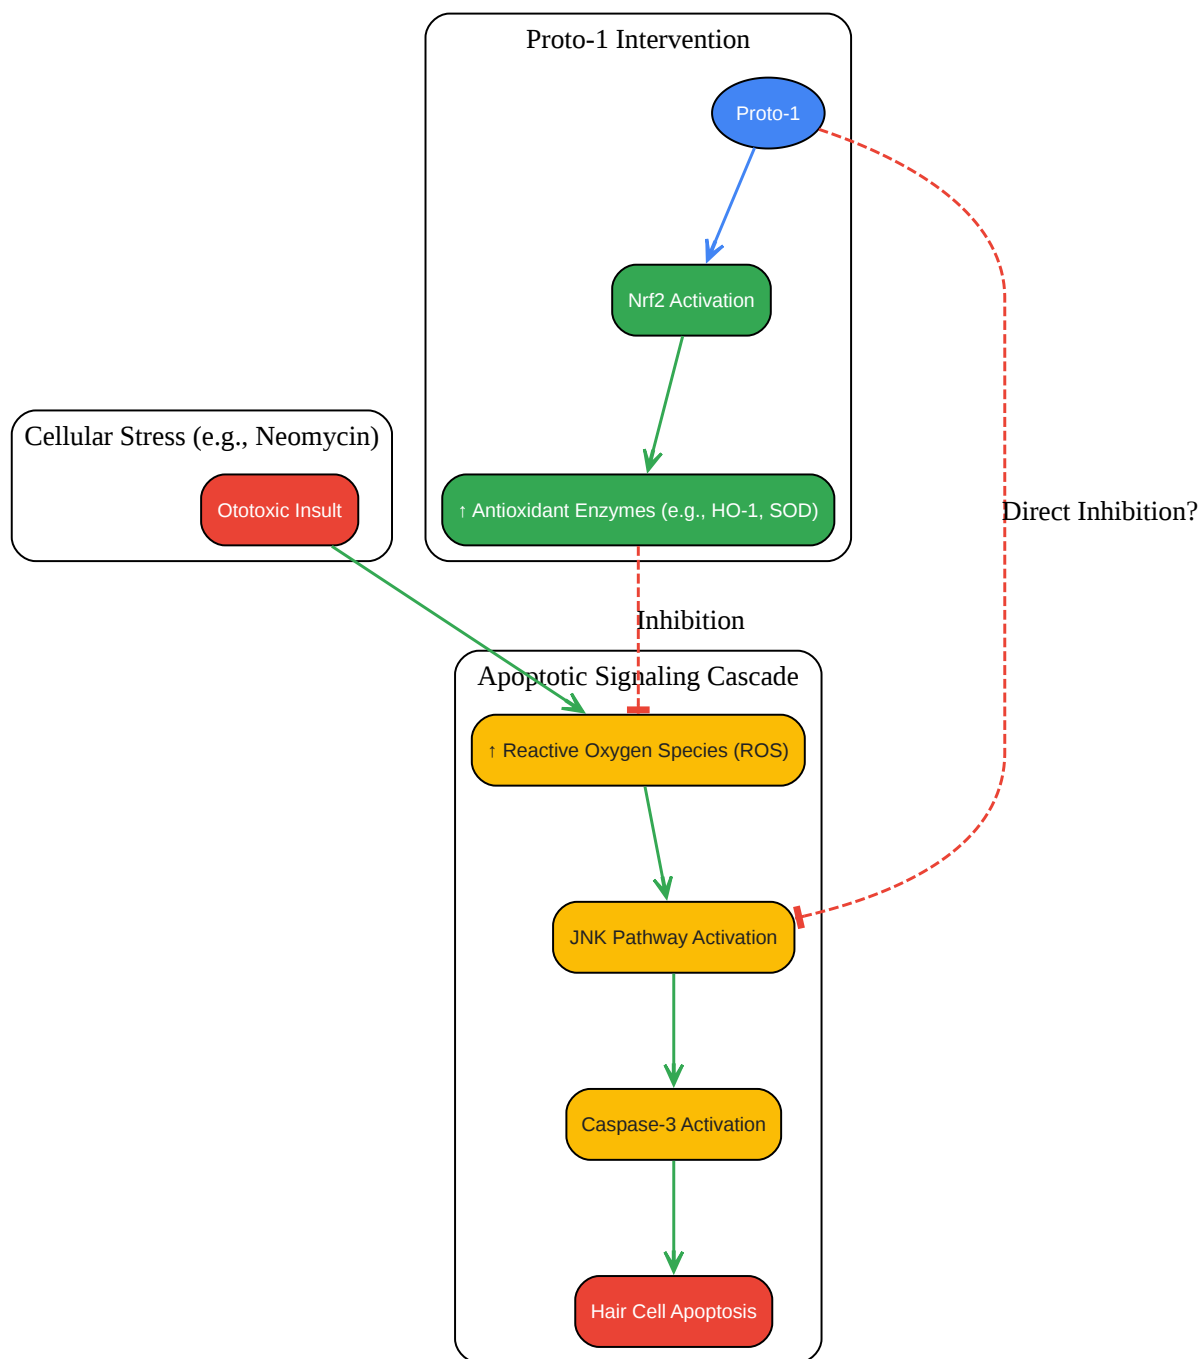 Proto-1 Intervention
Proto-1
Nrf2 Activation
Cellular Stress (e.g., Neomycin)
Ototoxic Insult
↑ Antioxidant Enzymes (e.g., HO-1, SOD)
Direct Inhibition?
Inhibition
Apoptotic Signaling Cascade
↑ Reactive Oxygen Species (ROS)
JNK Pathway Activation
Caspase-3 Activation
Hair Cell Apoptosis